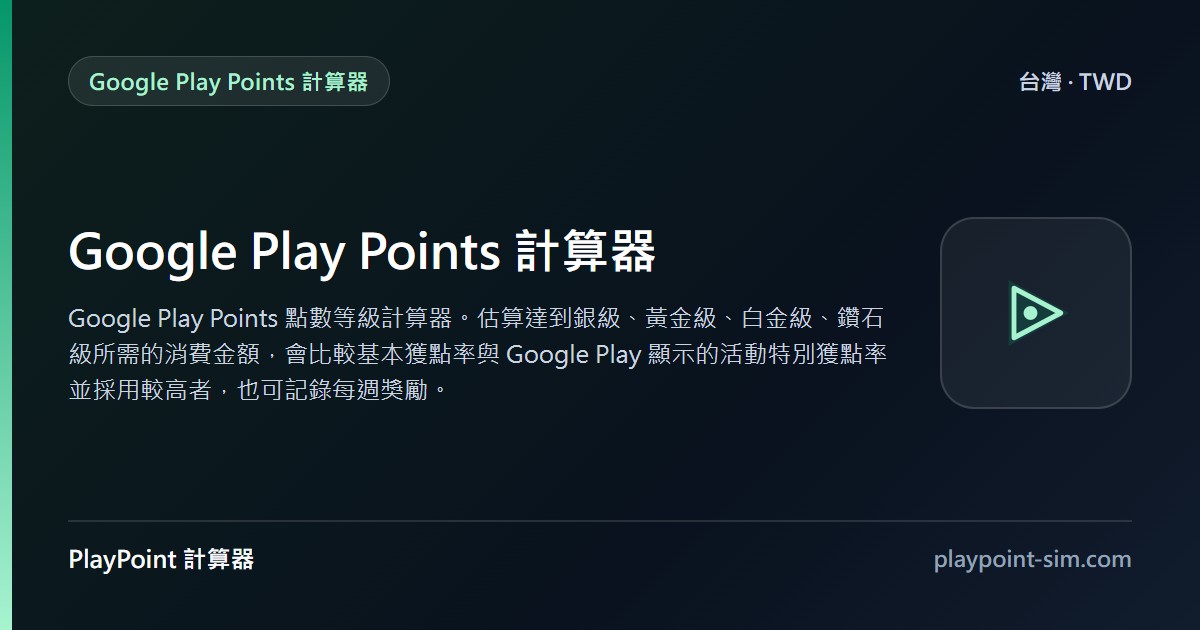 Google Play Points 計算器
台灣 · TWD
Google Play Points 計算器
Google Play Points 點數等級計算器。估算達到銀級、黃金級、白金級、鑽石
級所需的消費金額，會比較基本獲點率與 Google Play 顯示的活動特別獲點率
並採用較高者，也可記錄每週獎勵。
PlayPoint 計算器
playpoint-sim.com